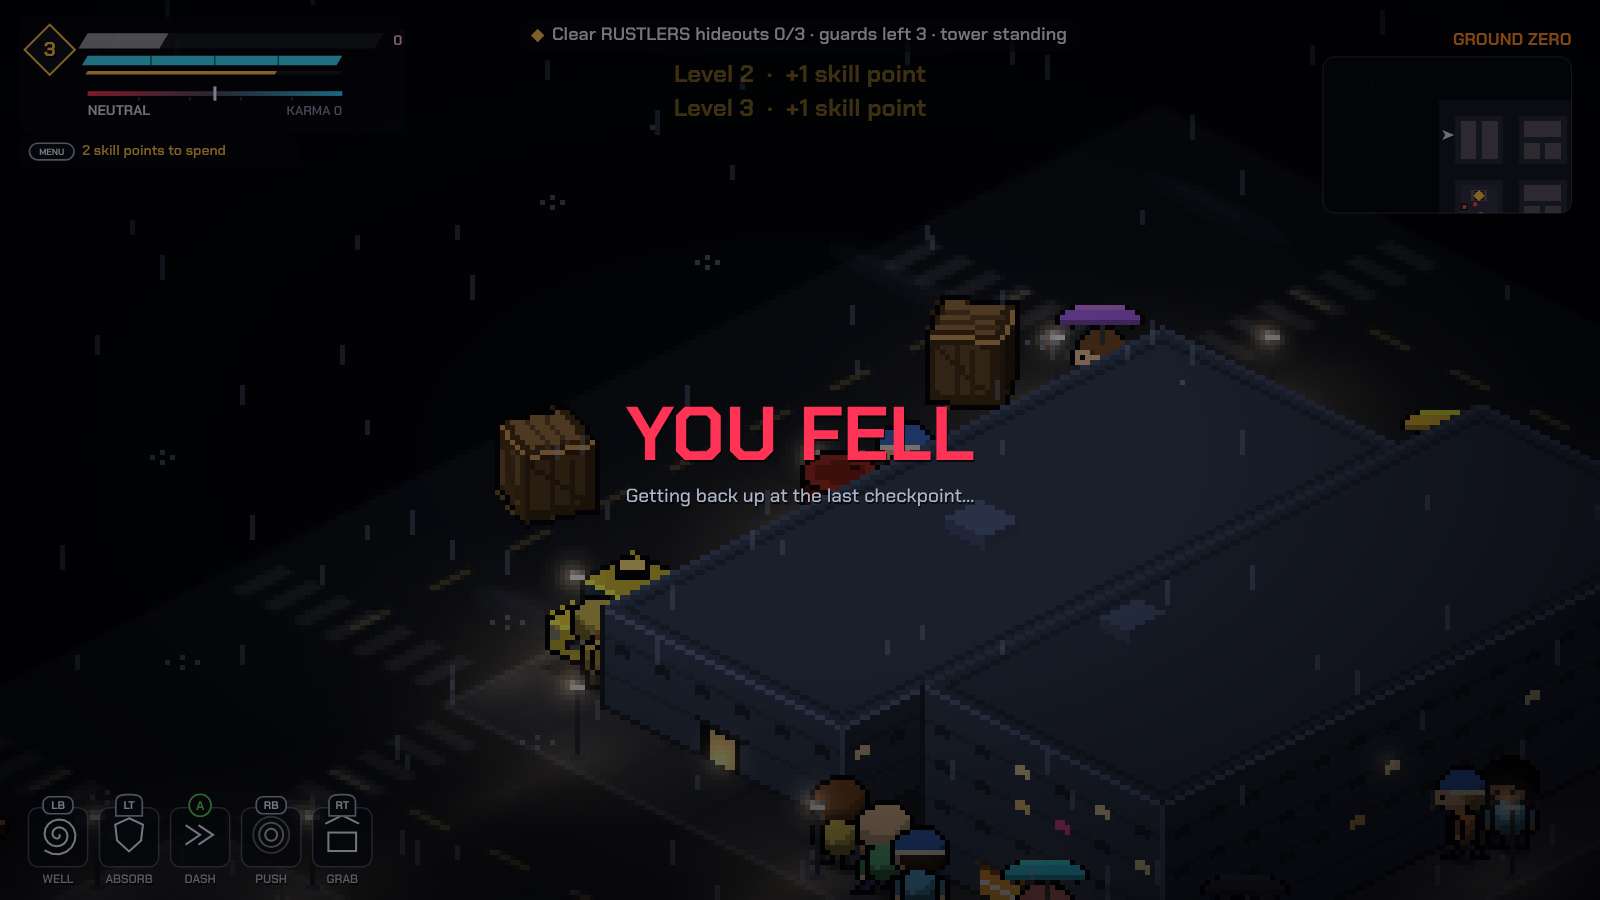 3
0
NEUTRAL
KARMA 0
MENU
2 skill points to spend
Clear RUSTLERS hideouts 0/3 · guards left 3 · tower standing
Level 2 · +1 skill point
Level 3 · +1 skill point
GROUND ZERO
YOU FELL
Getting back up at the last checkpoint...
LB
LT
A
RB
RT
WELL
ABSORB
DASH
PUSH
GRAB